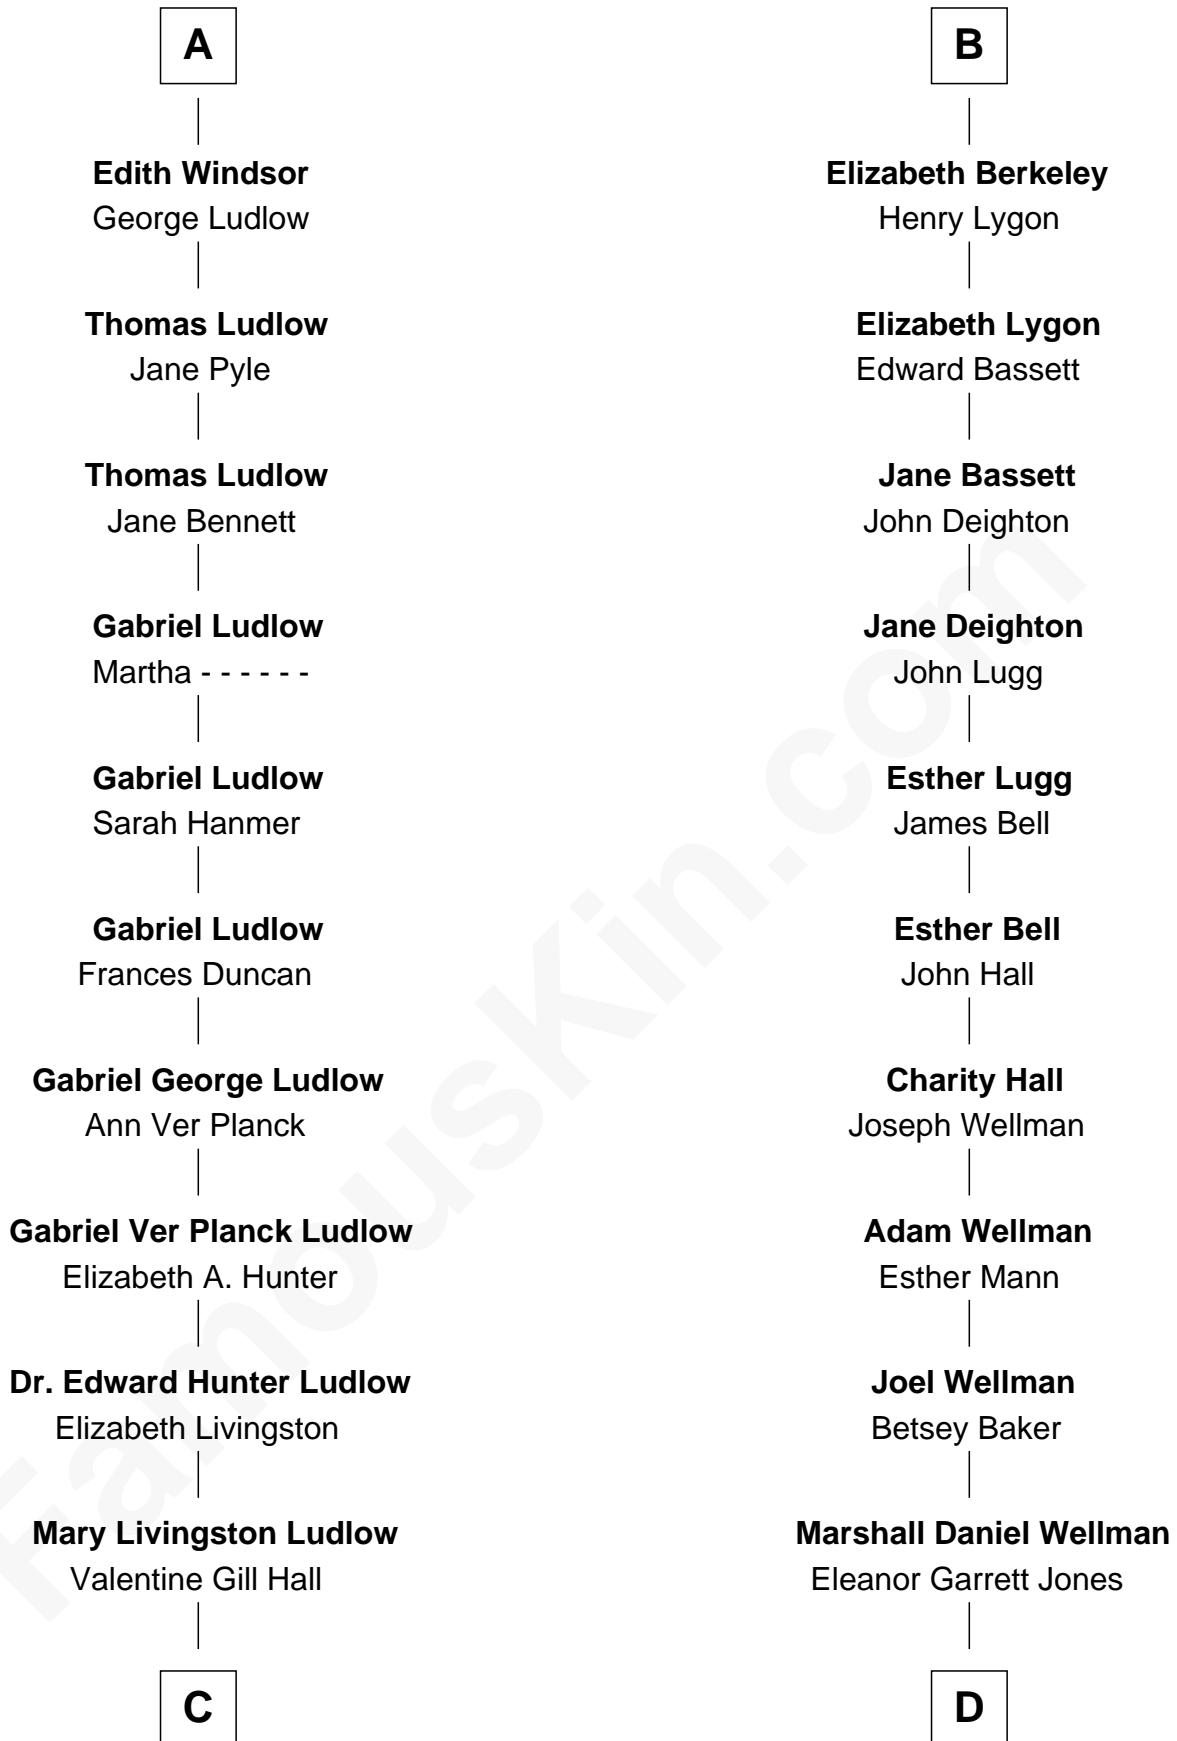 A
Edith Windsor
George Ludlow
Thomas Ludlow
Jane Pyle
Thomas Ludlow
Jane Bennett
Gabriel Ludlow
Martha - - - - - -
Gabriel Ludlow
Sarah Hanmer
Gabriel Ludlow
Frances Duncan
Gabriel George Ludlow
Ann Ver Planck
Gabriel Ver Planck Ludlow
Elizabeth A. Hunter
Dr. Edward Hunter Ludlow
Elizabeth Livingston
Mary Livingston Ludlow
Valentine Gill Hall
C
B
Elizabeth Berkeley
Henry Lygon
Elizabeth Lygon
Edward Bassett
Jane Bassett
John Deighton
Jane Deighton
John Lugg
Esther Lugg
James Bell
Esther Bell
John Hall
Charity Hall
Joseph Wellman
Adam Wellman
Esther Mann
Joel Wellman
Betsey Baker
Marshall Daniel Wellman
Eleanor Garrett Jones
D
FamousKin.com